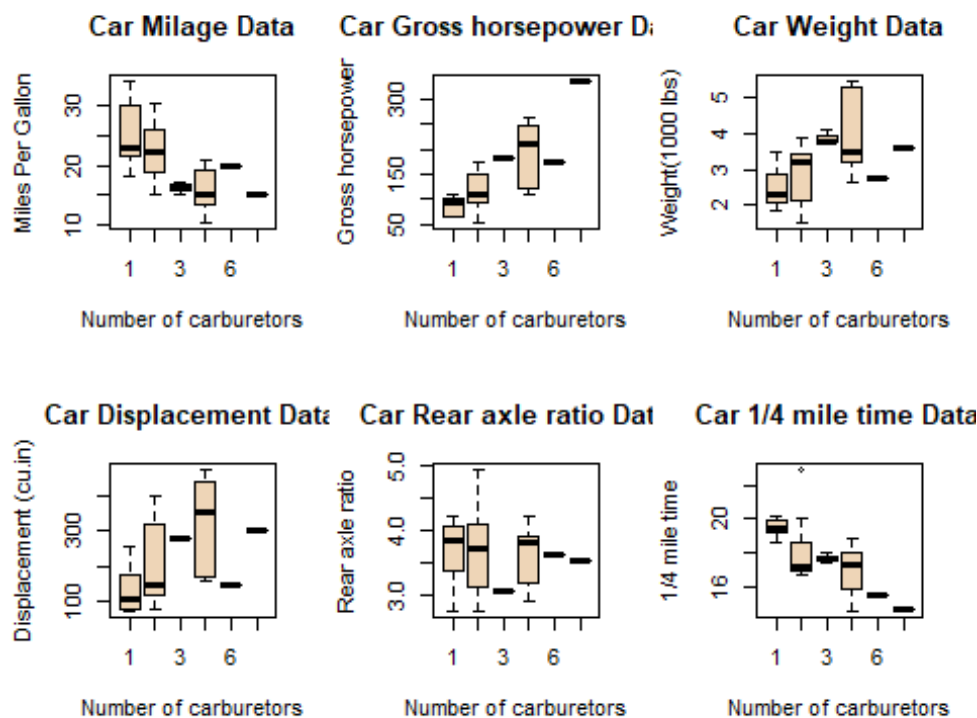 Car Milage Data
Miles Per Gallon
10 20 30
1 3 6
Number of carburetors
Car Gross horsepower Da
Gross horsepower
50 150 300
1 3 6
Number of carburetors
Car Weight Data
Weight(1000 lbs)
2 3 4 5
1 3 6
Number of carburetors
Car Displacement Data
Displacement (cu.in)
100 300
1 3 6
Number of carburetors
Car Rear axle ratio Dat
Rear axle ratio
3.0 4.0 5.0
1 3 6
Number of carburetors
Car 1/4 mile time Data
1/4 mile time
16 20
1 3 6
Number of carburetors